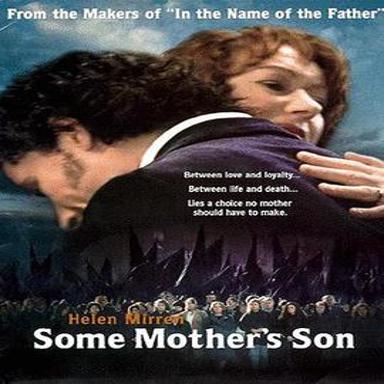 From the Makers of "In the Name of the Father"
Between love and loyalty...
Between life and death...
Lies a choice no mother
should have to make.
Helen Mirren
Some Mother's Son